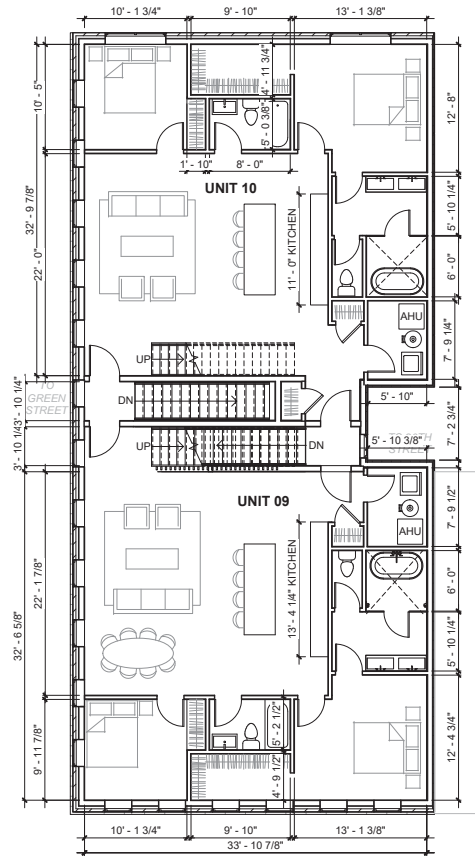 10' - 1 3/4"
9' - 10"
13' - 1 3/8"
10' - 5"
4' - 11 3/4"
5' - 0 3/8"
12' - 8"
1' - 10"
8' - 0"
UNIT 10
5' - 10 1/4"
32' - 9 7/8"
22' - 0"
11' - 0" KITCHEN
6' - 0"
AHU
7' - 9 1/4"
UP
TO
GREEN
STREET
5' - 10"
DN
3' - 10 1/4"
3' - 10 1/4"
7' - 2 3/4"
UP
DN
5' - 10 3/8"
STREET
UNIT 09
7' - 9 1/2"
AHU
22' - 1 7/8"
13' - 4 1/4" KITCHEN
6' - 0"
32' - 6 5/8"
5' - 10 1/4"
5' - 2 1/2"
9' - 11 7/8"
4' - 9 1/2"
12' - 4 3/4"
10' - 1 3/4"
9' - 10"
13' - 1 3/8"
33' - 10 7/8"